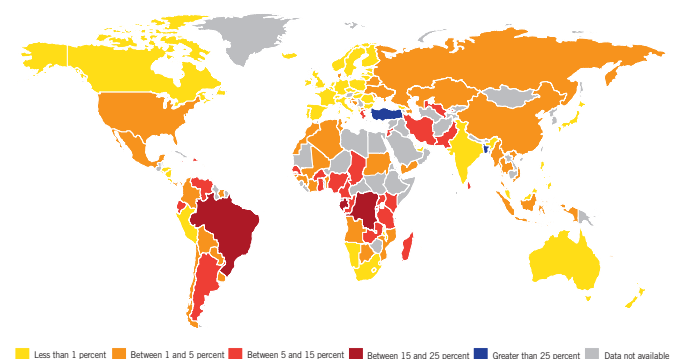 Less than 1 percent Between 1 and 5 percent Between 5 and 15 percent Between 15 and 25 percent Greater than 25 percent Data not available